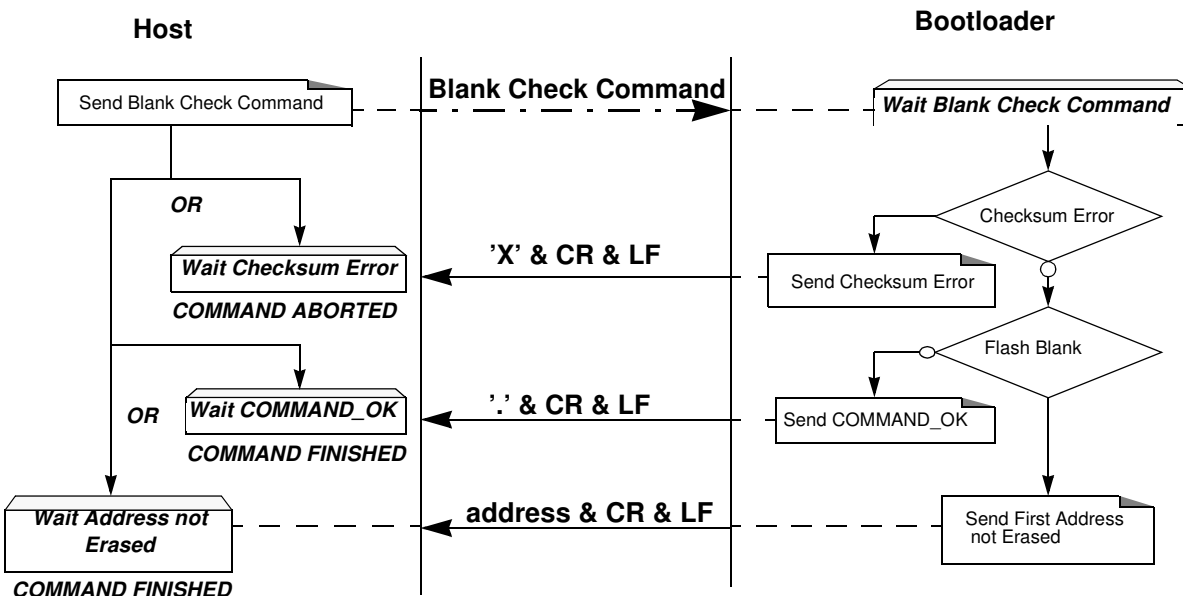 Host
Bootloader
Send Blank Check Command
Blank Check Command
Wait Blank Check Command
OR
Checksum Error
Wait Checksum Error
’X’ & CR & LF
Send Checksum Error
COMMAND ABORTED
Flash Blank
OR
Wait COMMAND_OK
’.’ & CR & LF
Send COMMAND_OK
COMMAND FINISHED
Wait Address not
Erased
address & CR & LF
Send First Address
not Erased
COMMAND FINISHED